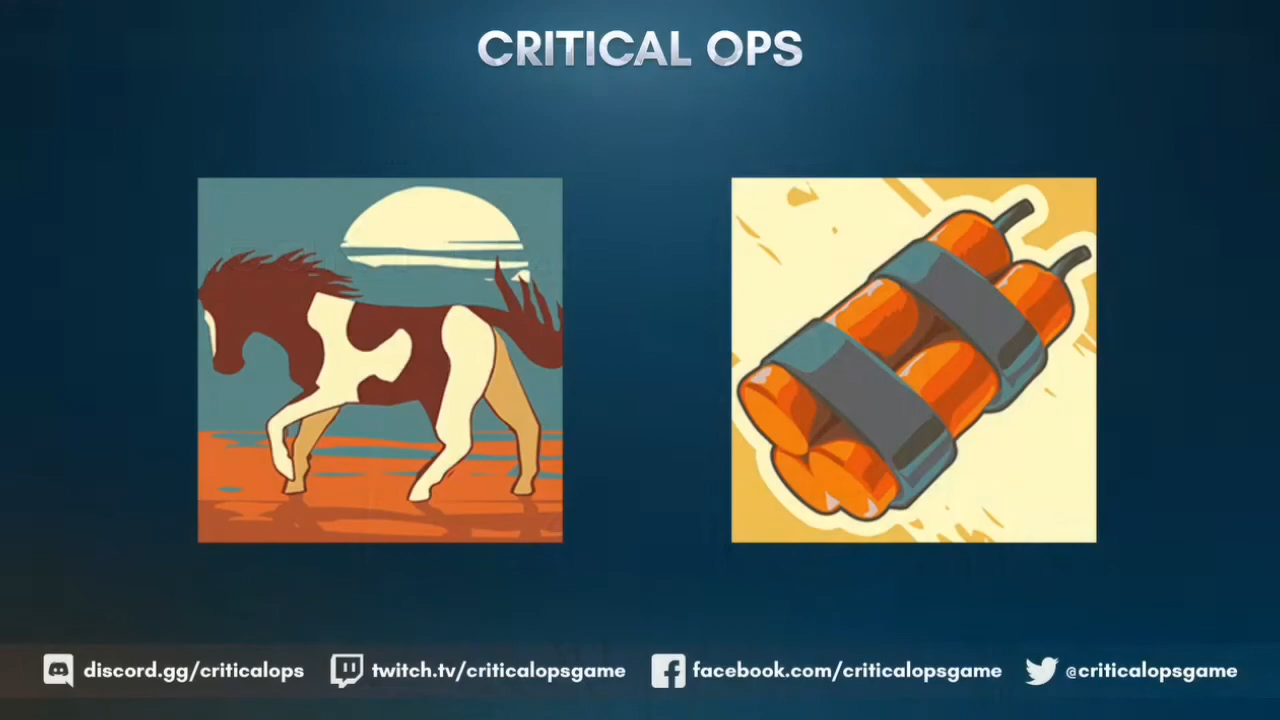 CRITICAL OPS
discord.gg/criticalops
twitch.tv/criticalopsgame
facebook.com/criticalopsgame
@criticalopsgame